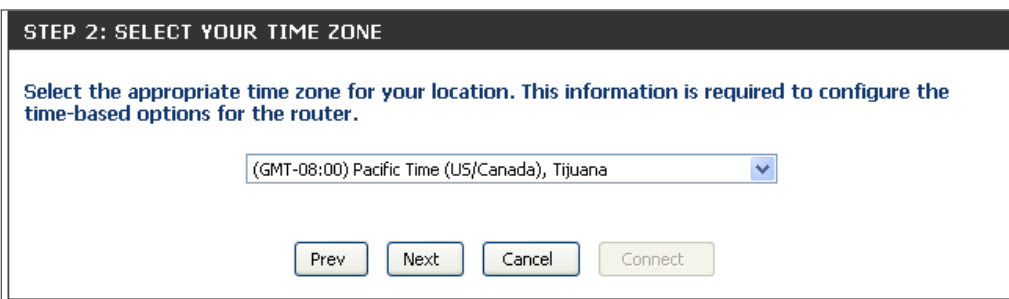 STEP 2: SELECT YOUR TIME ZONE
Select the appropriate time zone for your location. This information is required to configure the
time-based options for the router.
(GMT-08:00) Pacific Time (US/Canada), Tijuana
Prev Next Cancel Connect